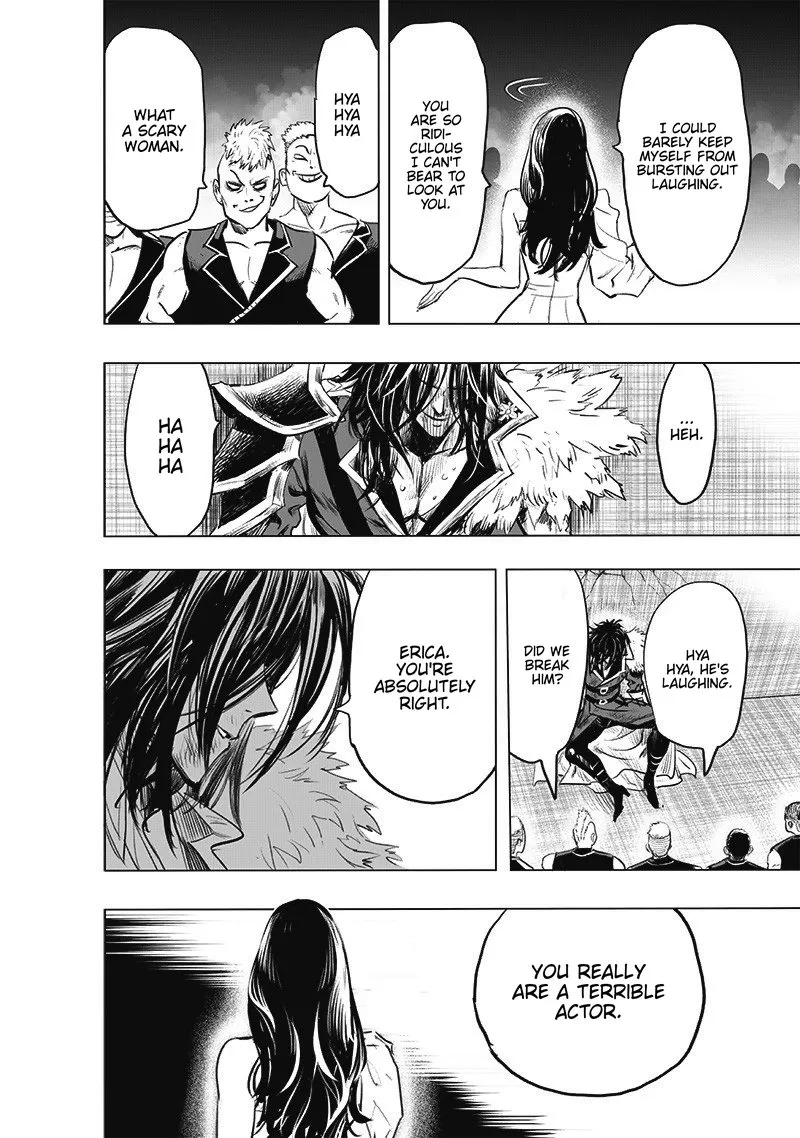 I COULD
BARELY KEEP
MYSELF FROM
BURSTING OUT
LAUGHING.
YOU
ARE SO
RIDI-
CULOUS
I CAN'T
BEAR TO
LOOK AT
YOU.
HYA
HYA
HYA
WHAT
A SCARY
WOMAN.
...
HEH.
HA
HA
HA
HYA
HYA, HE'S
LAUGHING.
DID WE
BREAK
HIM?
ERICA.
YOU'RE
ABSOLUTELY
RIGHT.
YOU REALLY
ARE A TERRIBLE
ACTOR.